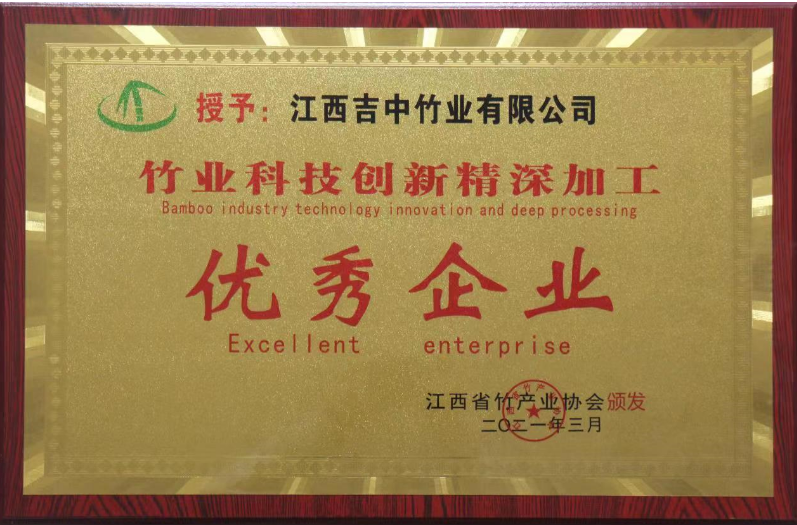 授予：江西吉中竹业有限公司
竹业科技创新精深加工
Bamboo industry technology innovation and deep processing
优秀企业
Excellent enterprise
江西省竹产业协会颁发
二〇二一年三月